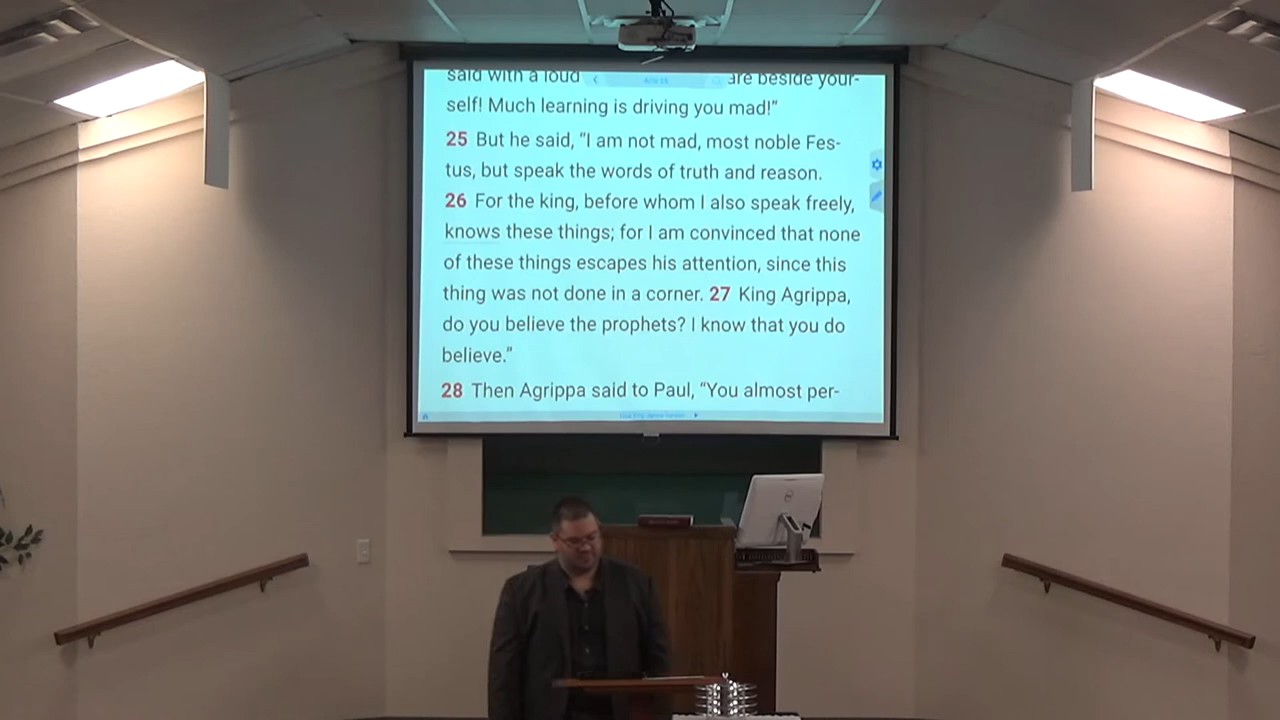 said with a loud are beside your-
self! Much learning is driving you mad!”
25 But he said, “I am not mad, most noble Fes-
tus, but speak the words of truth and reason.
26 For the king, before whom I also speak freely,
knows these things; for I am convinced that none
of these things escapes his attention, since this
thing was not done in a corner. 27 King Agrippa,
do you believe the prophets? I know that you do
believe.”
28 Then Agrippa said to Paul, “You almost per-